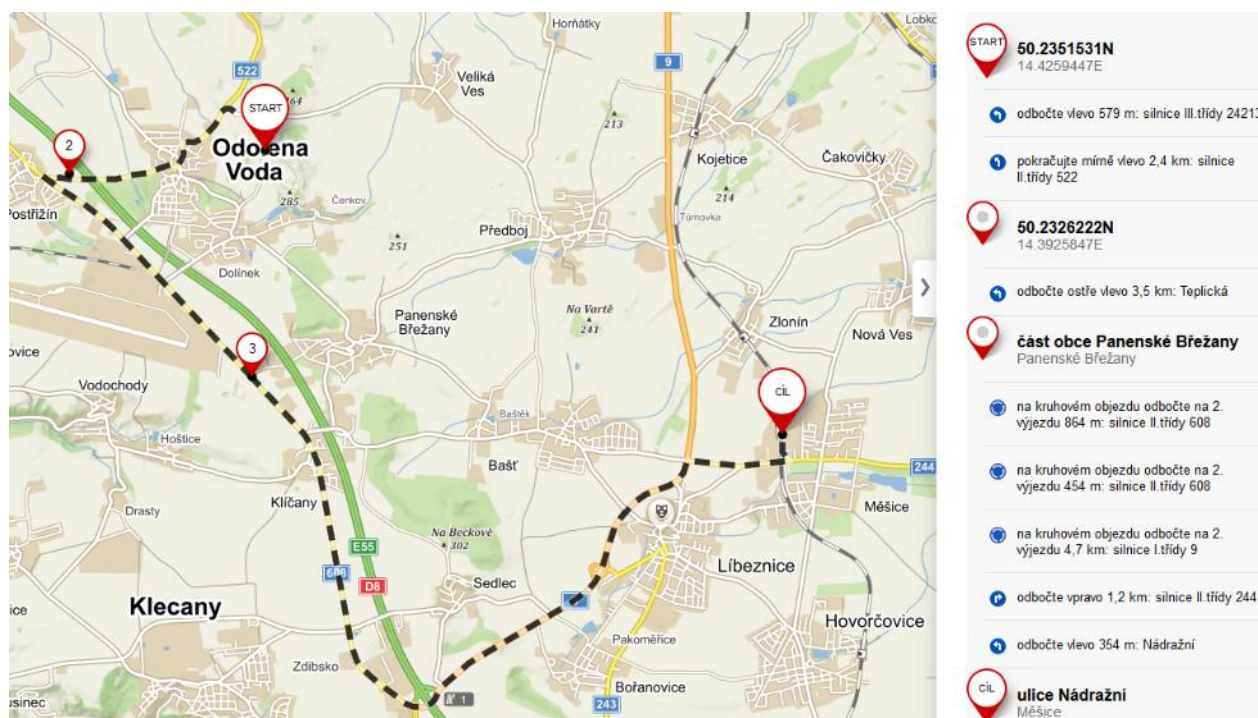 Horňátky
522
9
Veliká
Ves
START
213
2
Odolena
Voda
Kojetice
Čakovičky
Postřižín
285
Čenkov
214
Tůmovka
Předboj
251
Dolínek
Na Vartě
241
Zlonín
Nová Ves
Panenské
Břežany
3
CÍL
Vodochody
Baštěk
Hoštice
Bašť
244
Klíčany
Měšice
Drasty
Na Beckově
302
E55
608
D8
Líbeznice
Sedlec
Klecany
Hovorčovice
Pakoměřice
Zdibsko
Bořanovice
1
243
START
50.2351531N
14.4259447E
odbočte vlevo 579 m: silnice III.třídy 24213
pokračujte mírně vlevo 2,4 km: silnice
II.třídy 522
50.2326222N
14.3925847E
odbočte ostře vlevo 3,5 km: Teplická
část obce Panenské Břežany
Panenské Břežany
na kruhovém objezdu odbočte na 2.
výjezdu 864 m: silnice II.třídy 608
na kruhovém objezdu odbočte na 2.
výjezdu 454 m: silnice II.třídy 608
na kruhovém objezdu odbočte na 2.
výjezdu 4,7 km: silnice I.třídy 9
odbočte vpravo 1,2 km: silnice II.třídy 244
odbočte vlevo 354 m: Nádražní
CÍL
ulice Nádražní
Měšice